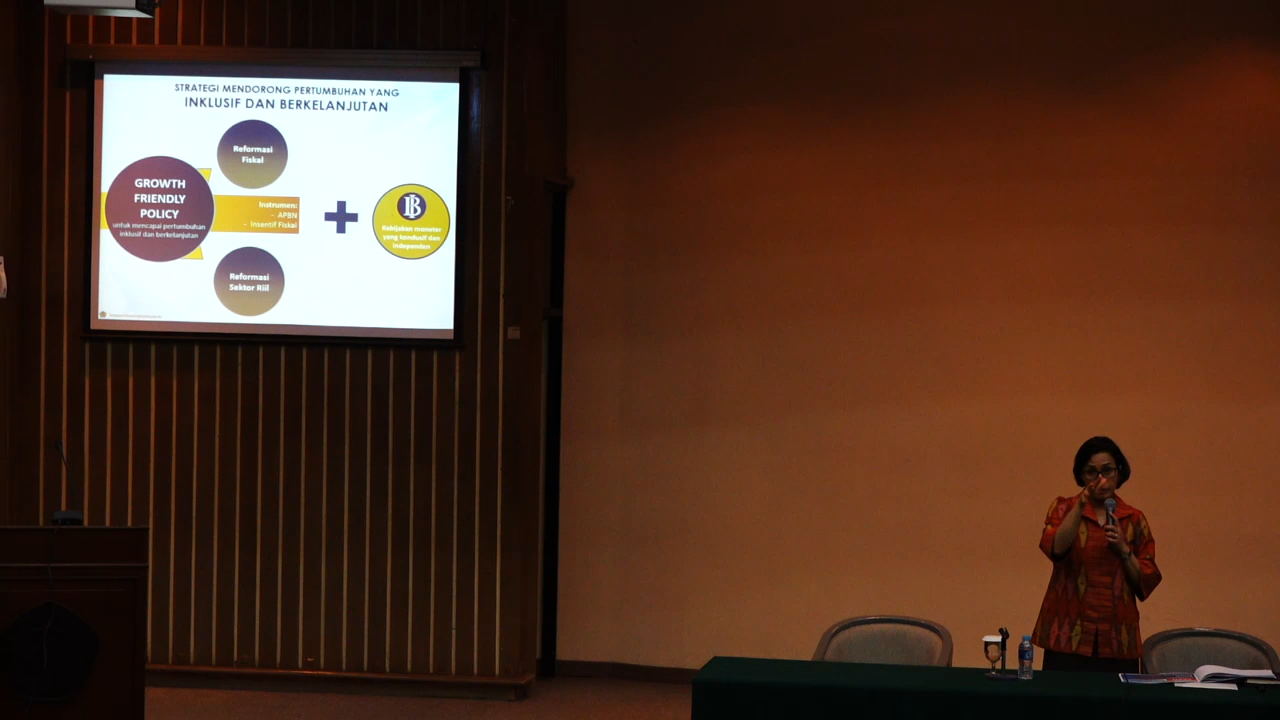 STRATEGI MENDORONG PERTUMBUHAN YANG
INKLUSIF DAN BERKELANJUTAN
Reformasi
Fiskal
GROWTH
FRIENDLY
POLICY
untuk mencapai pertumbuhan
inklusif dan berkelanjutan
Instrumen:
- APBN
- Insentif Fiskal
Kebijakan moneter
yang kondusif dan
independen
Reformasi
Sektor Riil